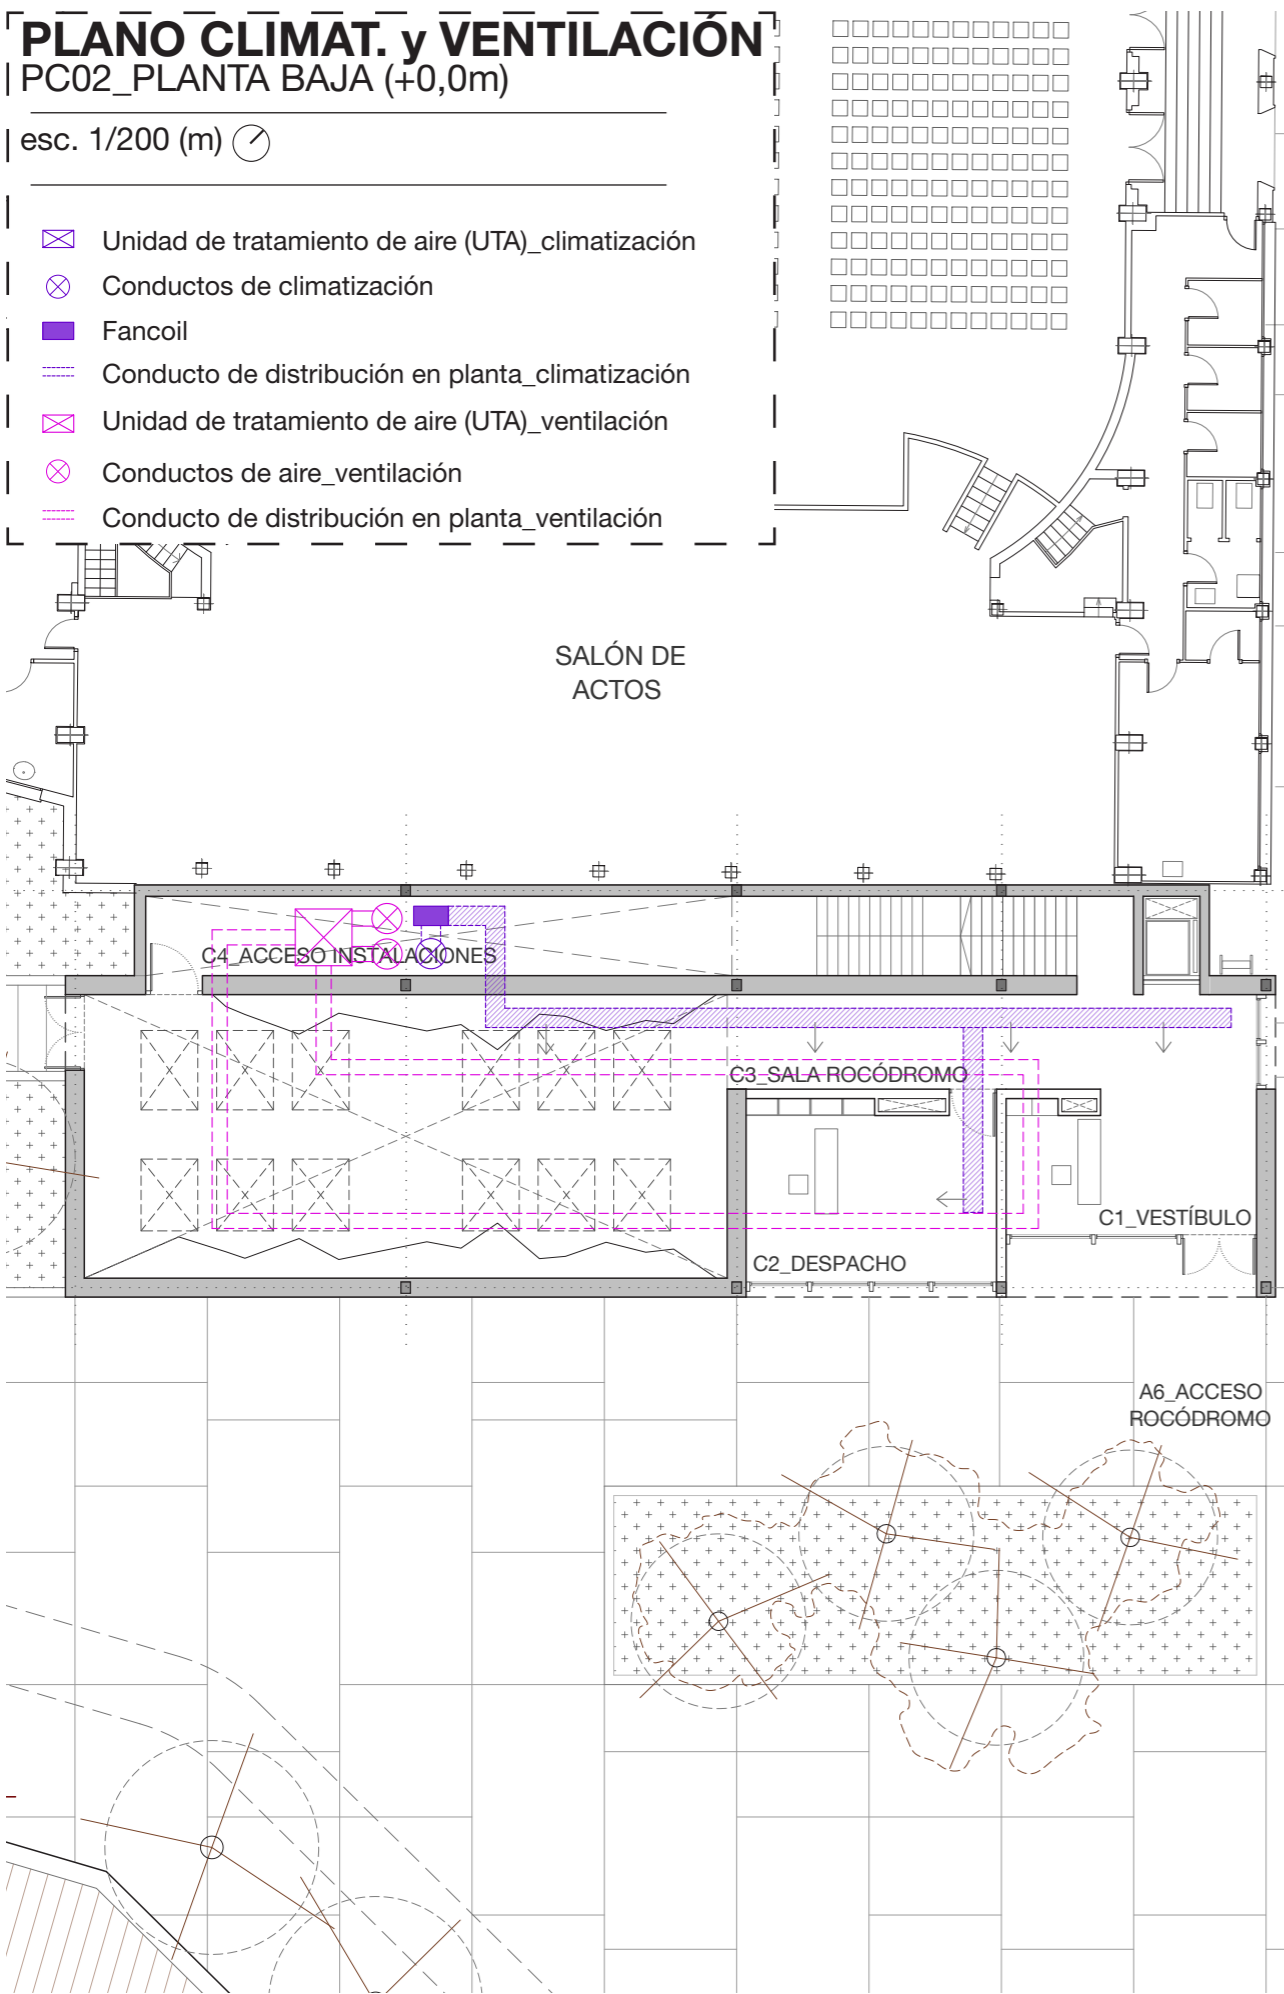 PLANO CLIMAT. y VENTILACIÓN
PC02_PLANTA BAJA (+0,0m)
esc. 1/200 (m)
Unidad de tratamiento de aire (UTA)_climatización
Conductos de climatización
Fancoil
Conducto de distribución en planta_climatización
Unidad de tratamiento de aire (UTA)_ventilación
Conductos de aire_ventilación
Conducto de distribución en planta_ventilación
SALÓN DE
ACTOS
C4_ACCESO INSTALACIONES
C3_SALA ROCÓDROMO
C1_VESTÍBULO
C2_DESPACHO
A6_ACCESO
ROCÓDROMO